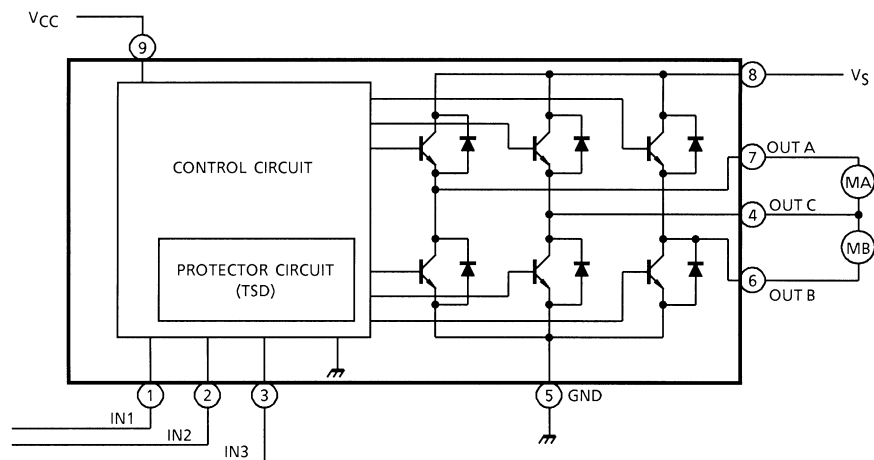 VCC
9
8
VS
7
OUT A
MA
CONTROL CIRCUIT
4
OUT C
MB
PROTECTOR CIRCUIT
(TSD)
6
OUT B
1
2
3
5
GND
IN1
IN2
IN3